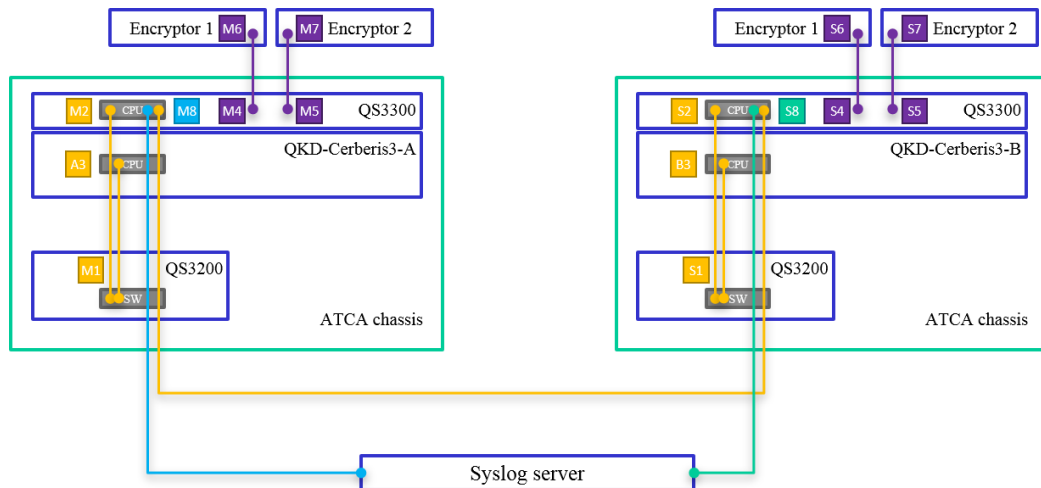 Encryptor 1 M6
M7 Encryptor 2
Encryptor 1 S6
S7 Encryptor 2
M2 CPU M8 M4 M5 QS3300
S2 CPU S8 S4 S5 QS3300
QKD-Cerberis3-A
A3 CPU
QKD-Cerberis3-B
B3 CPU
M1 QS3200
SW
S1 QS3200
SW
ATCA chassis
ATCA chassis
Syslog server